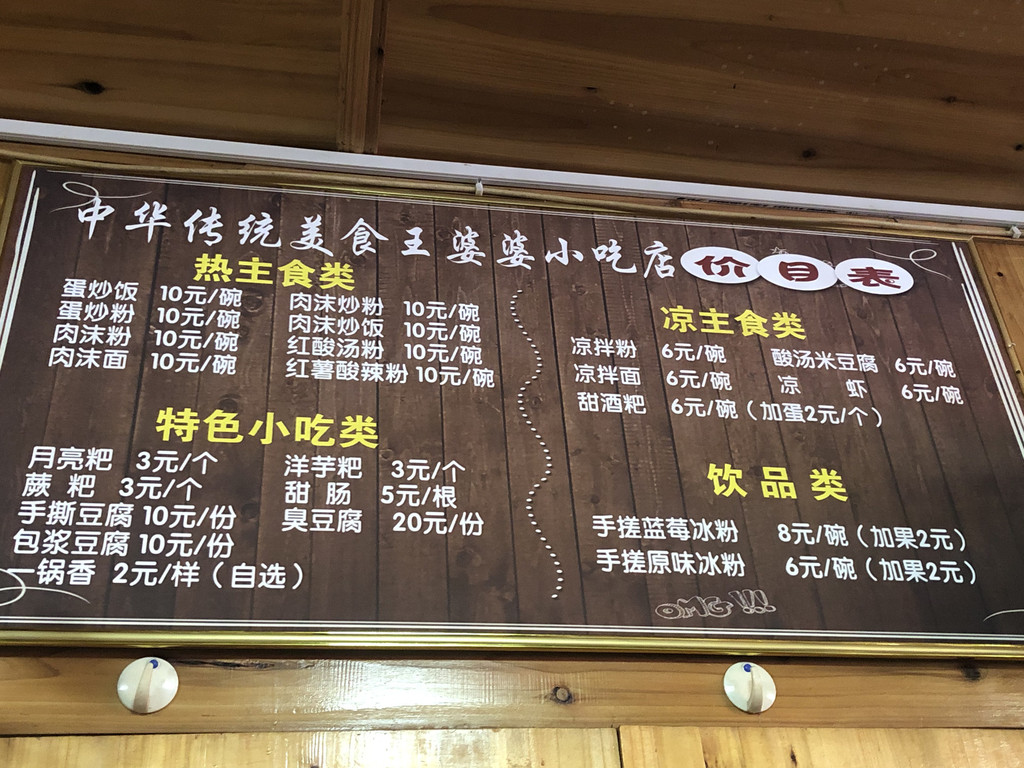 中华传统美食王婆婆小吃店 价目表
热主食类
蛋炒饭 10元/碗
蛋炒粉 10元/碗
肉沫粉 10元/碗
肉沫面 10元/碗
肉沫炒粉 10元/碗
肉沫炒饭 10元/碗
红酸汤粉 10元/碗
红薯酸辣粉 10元/碗
特色小吃类
月亮粑 3元/个
蕨 粑 3元/个
手撕豆腐 10元/份
包浆豆腐 10元/份
一锅香 2元/样（自选）
洋芋粑 3元/个
甜 肠 5元/根
臭豆腐 20元/份
凉主食类
凉拌粉 6元/碗
凉拌面 6元/碗
甜酒粑 6元/碗（加蛋2元/个）
酸汤米豆腐 6元/碗
凉 虾 6元/碗
饮品类
手搓蓝莓冰粉 8元/碗（加果2元）
手搓原味冰粉 6元/碗（加果2元）
OMG!!!